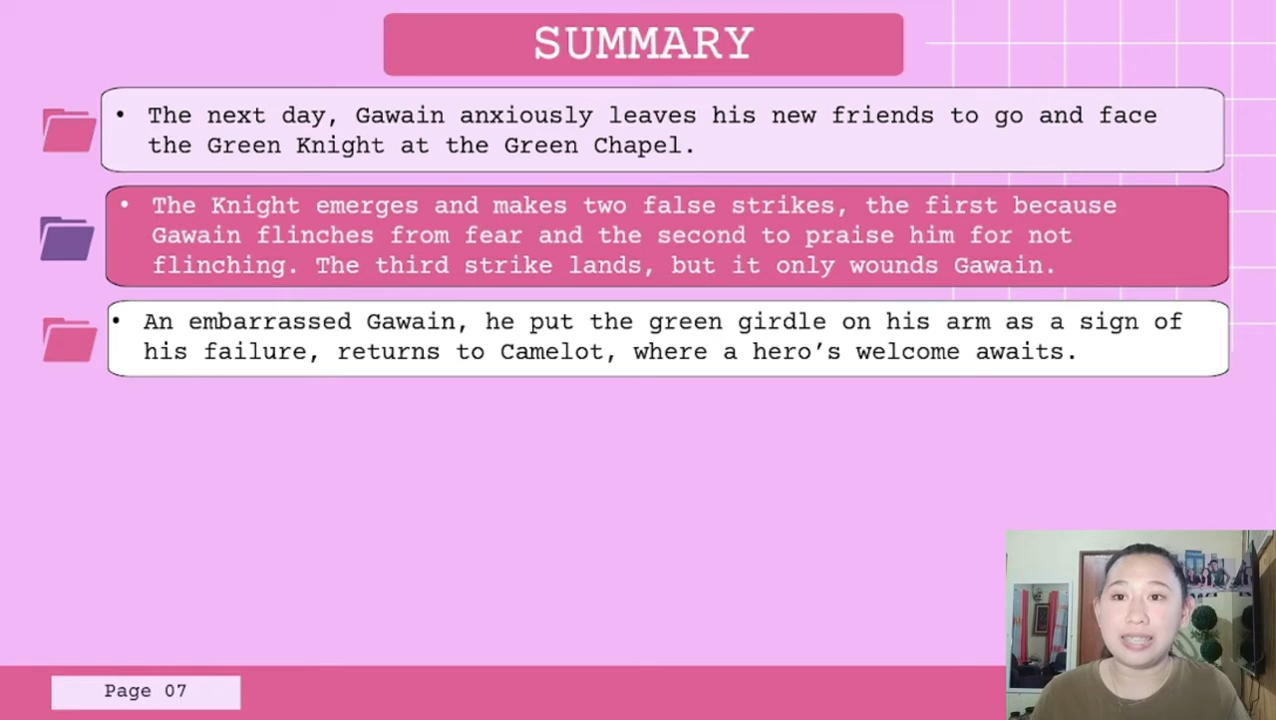 SUMMARY
• The next day, Gawain anxiously leaves his new friends to go and face
the Green Knight at the Green Chapel.
• The Knight emerges and makes two false strikes, the first because
Gawain flinches from fear and the second to praise him for not
flinching. The third strike lands, but it only wounds Gawain.
• An embarrassed Gawain, he put the green girdle on his arm as a sign of
his failure, returns to Camelot, where a hero’s welcome awaits.
Page 07